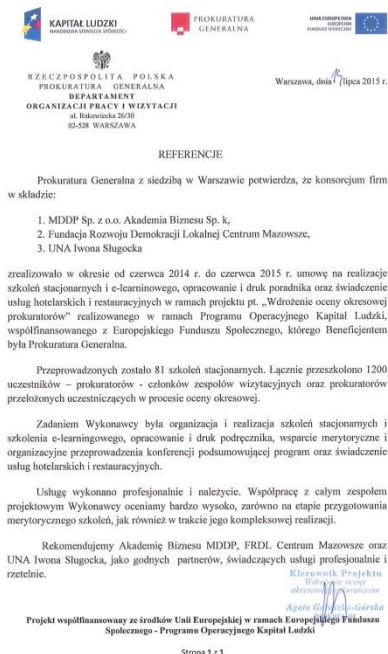 KAPITAŁ LUDZKI
NARODOWA STRATEGIA SPÓJNOŚCI
PROKURATURA
GENERALNA
UNIA EUROPEJSKA
EUROPEJSKI
FUNDUSZ SPOŁECZNY
RZECZPOSPOLITA POLSKA
PROKURATURA GENERALNA
DEPARTAMENT
ORGANIZACJI PRACY I WIZYTACJI
ul. Rakowiecka 26/30
02-528 WARSZAWA
Warszawa, dnia lipca 2015 r.
REFERENCJE
Prokuratura Generalna z siedzibą w Warszawie potwierdza, że konsorcjum firm
w składzie:
1. MDDP Sp. z o.o. Akademia Biznesu Sp. k,
2. Fundacja Rozwoju Demokracji Lokalnej Centrum Mazowsze,
3. UNA Iwona Sługocka
zrealizowało w okresie od czerwca 2014 r. do czerwca 2015 r. umowę na realizacje
szkoleń stacjonarnych i e-learninowego, opracowanie i druk poradnika oraz świadczenie
usług hotelarskich i restauracyjnych w ramach projektu pt. „Wdrożenie oceny okresowej
prokuratorów” realizowanego w ramach Programu Operacyjnego Kapitał Ludzki,
współfinansowanego z Europejskiego Funduszu Społecznego, którego Beneficjentem
była Prokuratura Generalna.
Przeprowadzonych zostało 81 szkoleń stacjonarnych. Łącznie przeszkolono 1200
uczestników – prokuratorów - członków zespołów wizytacyjnych oraz prokuratorów
przełożonych uczestniczących w procesie oceny okresowej.
Zadaniem Wykonawcy była organizacja i realizacja szkoleń stacjonarnych i
szkolenia e-learningowego, opracowanie i druk podręcznika, wsparcie merytoryczne i
organizacyjne przeprowadzenia konferencji podsumowującej program oraz świadczenie
usług hotelarskich i restauracyjnych.
Usługę wykonano profesjonalnie i należycie. Współpracę z całym zespołem
projektowym Wykonawcy oceniamy bardzo wysoko, zarówno na etapie przygotowania
merytorycznego szkoleń, jak również w trakcie jego kompleksowej realizacji.
Rekomendujemy Akademię Biznesu MDDP, FRDL Centrum Mazowsze oraz
UNA Iwona Sługocka, jako godnych partnerów, świadczących usługi profesjonalnie i
rzetelnie.
Kierownik Projektu
Wdrożenie oceny
okresowej prokuratorów
Agata Gałuszka-Górska
Projekt współfinansowany ze środków Unii Europejskiej w ramach Europejskiego Funduszu
Społecznego - Programu Operacyjnego Kapitał Ludzki
Strona 1 z 1